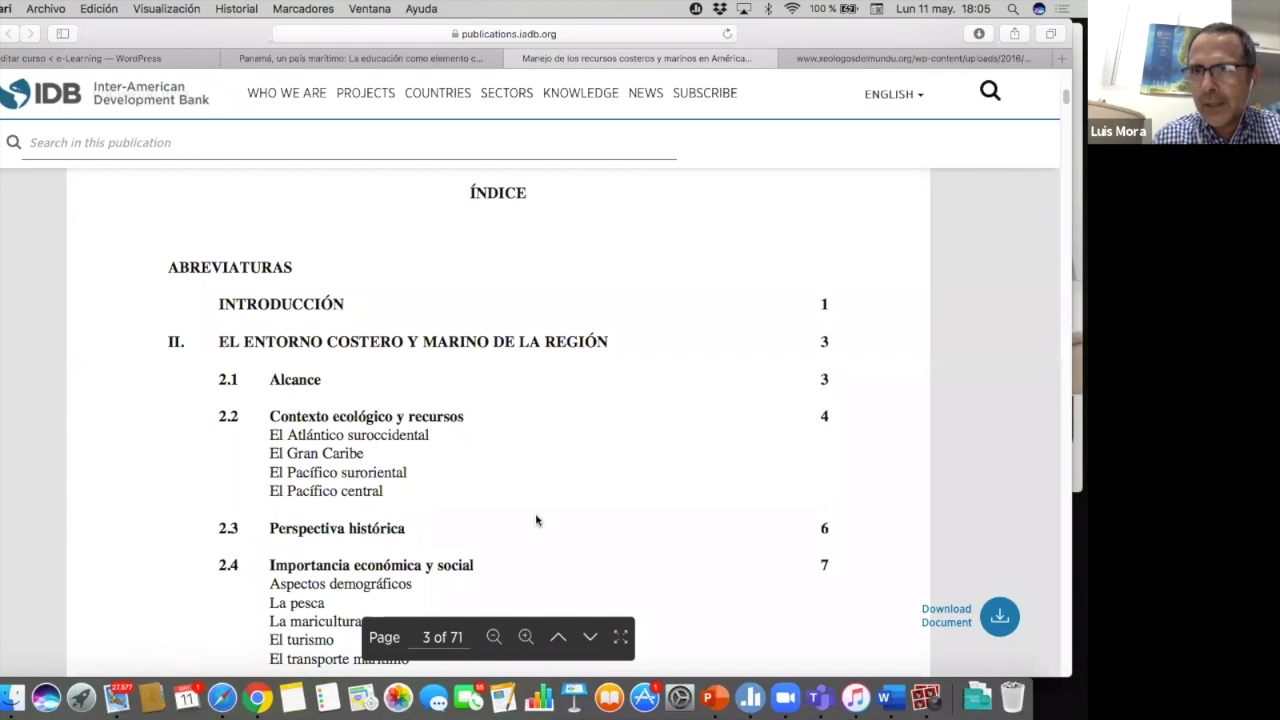 ari Archivo Edición Visualización Historial Marcadores Ventana Ayuda 100 % Lun 11 may. 18:05
publications.iadb.org
ditar curso < e-Learning — WordPress Panamá, un país marítimo: La educación como elemento c... Manejo de los recursos costeros y marinos en América... www.xeologosdelmundu.org/wp-content/uploads/2016/...
IDB Inter-American Development Bank WHO WE ARE PROJECTS COUNTRIES SECTORS KNOWLEDGE NEWS SUBSCRIBE ENGLISH
Luis Mora
Search in this publication
ÍNDICE
ABREVIATURAS
INTRODUCCIÓN 1
II. EL ENTORNO COSTERO Y MARINO DE LA REGIÓN 3
2.1 Alcance 3
2.2 Contexto ecológico y recursos 4
El Atlántico suroccidental
El Gran Caribe
El Pacífico suroriental
El Pacífico central
2.3 Perspectiva histórica 6
2.4 Importancia económica y social 7
Aspectos demográficos
La pesca
La maricultura
El turismo
El transporte marítimo
Page 3 of 71
Download
Document